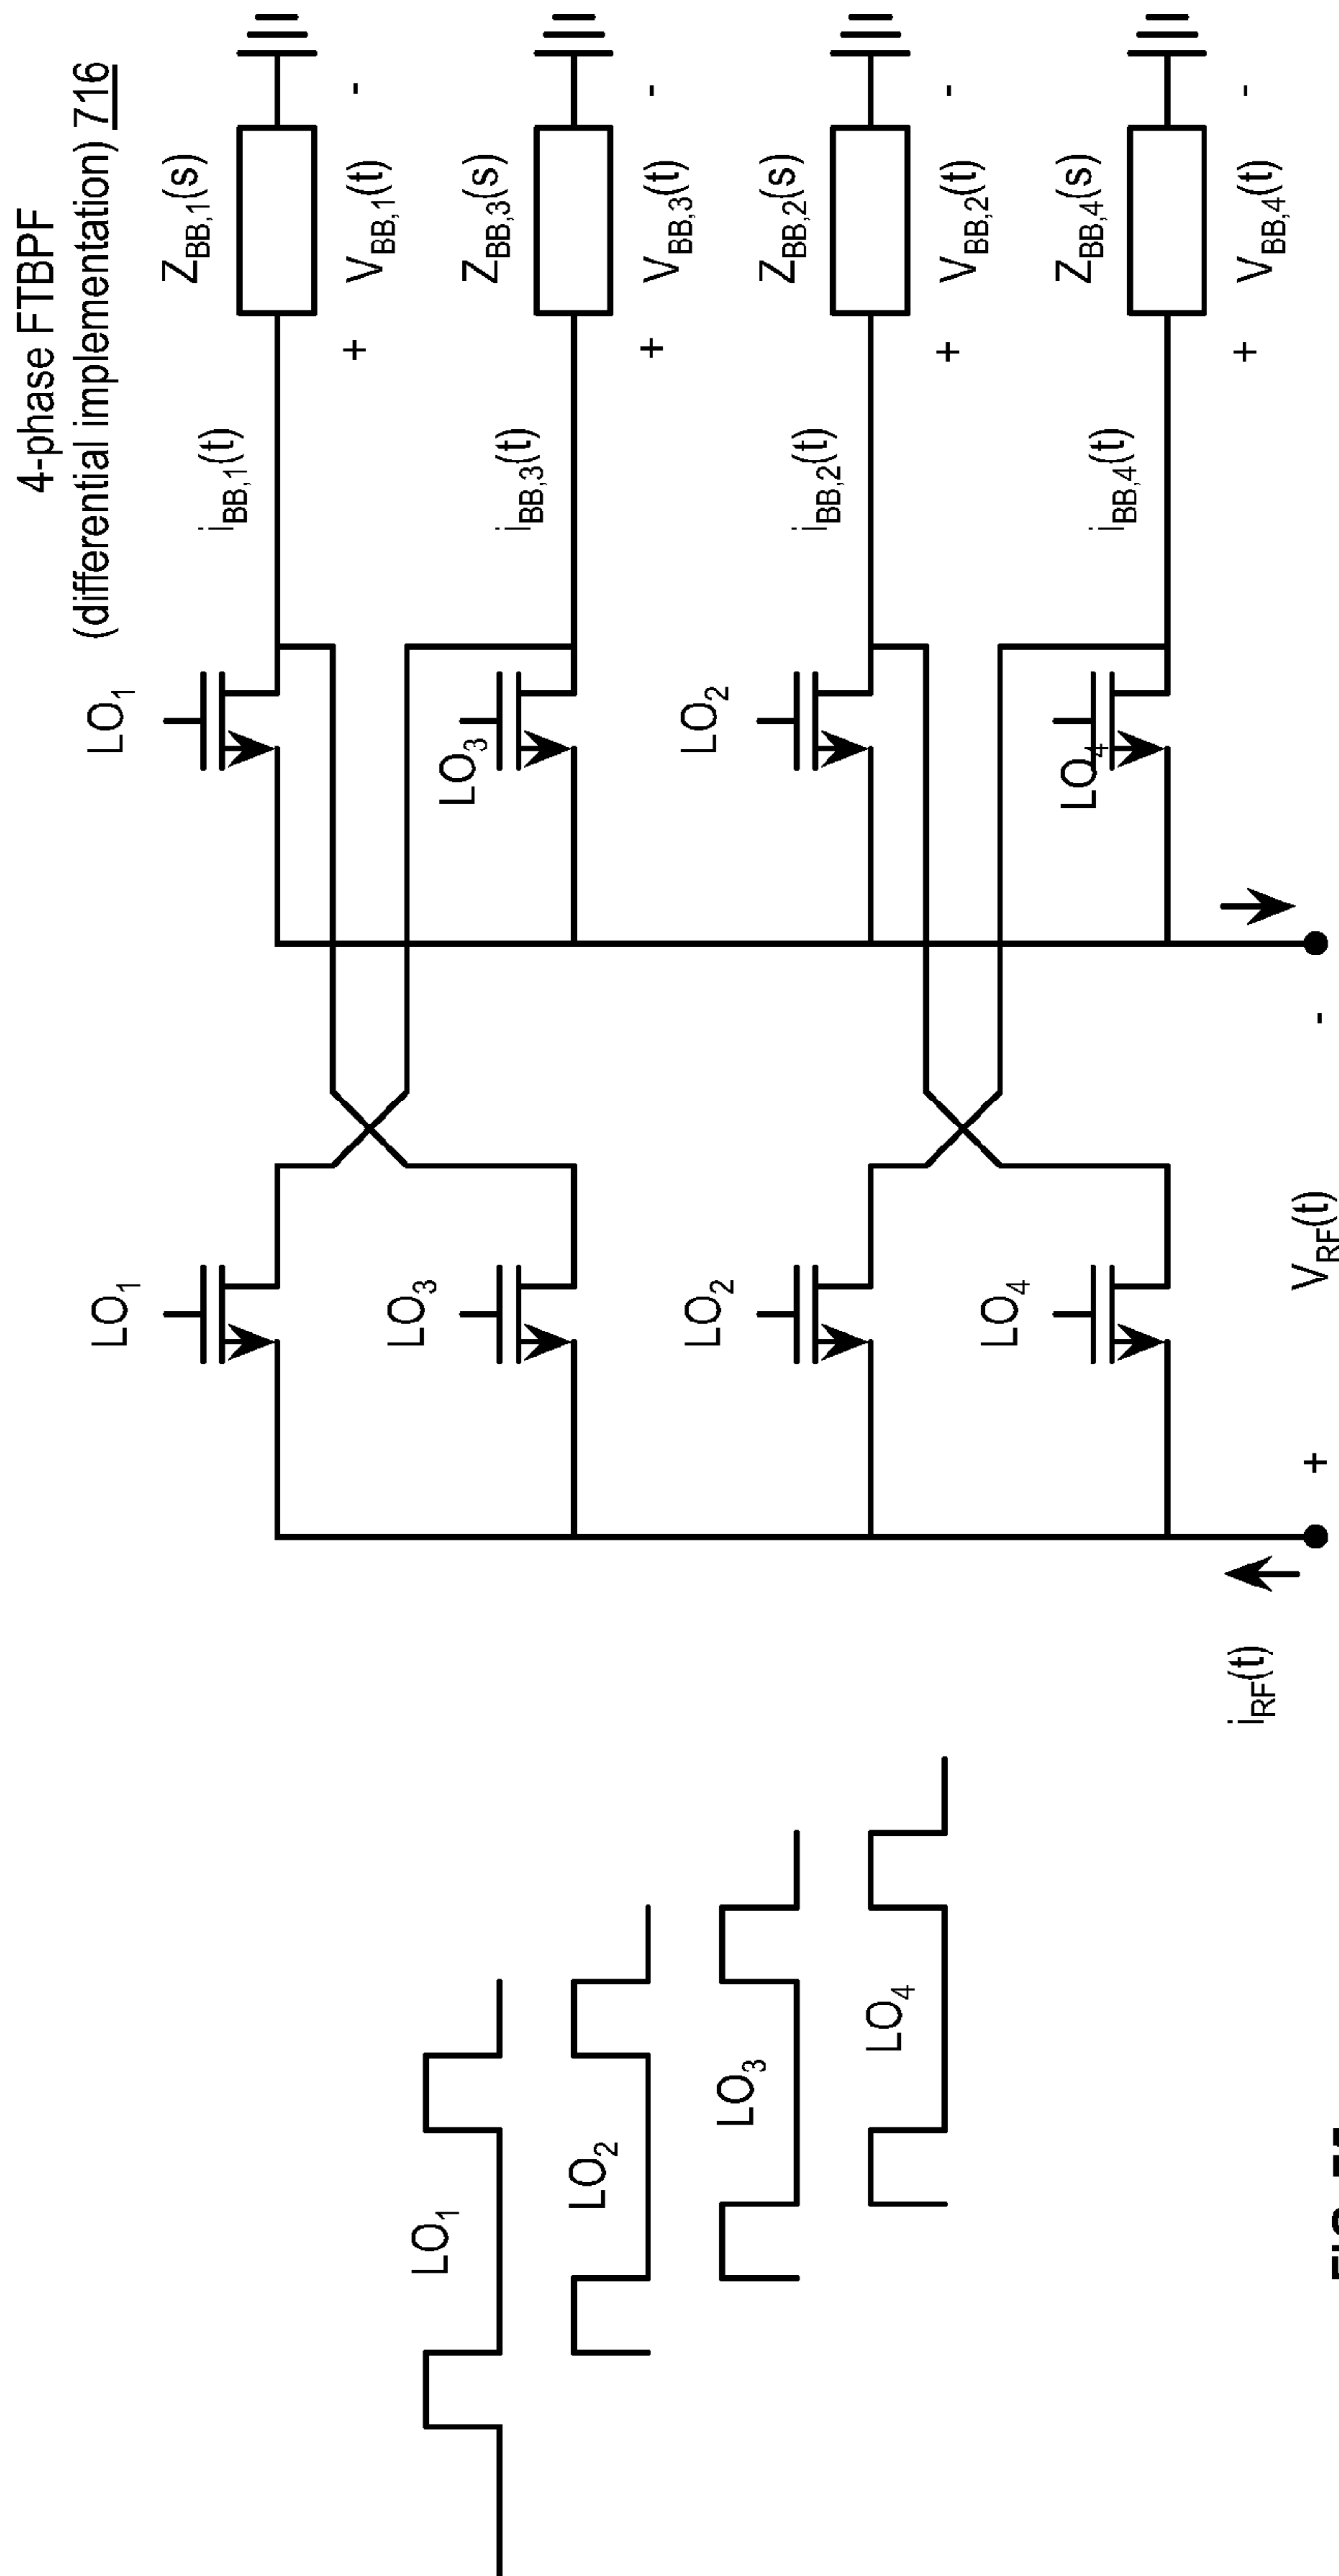 4-phase FTBPF
(differential implementation) 716
LO₁
LO₁
Z_BB,1(s)
i_BB,1(t)
+ V_BB,1(t) -
LO₃
LO₁
LO₃
Z_BB,3(s)
i_BB,3(t)
LO₂
+ V_BB,3(t) -
LO₂
LO₂
LO₃
Z_BB,2(s)
i_BB,2(t)
LO₄
+ V_BB,2(t) -
LO₄
LO₄
Z_BB,4(s)
i_BB,4(t)
+ V_BB,4(t) -
i_RF(t)
+ V_RF(t) -